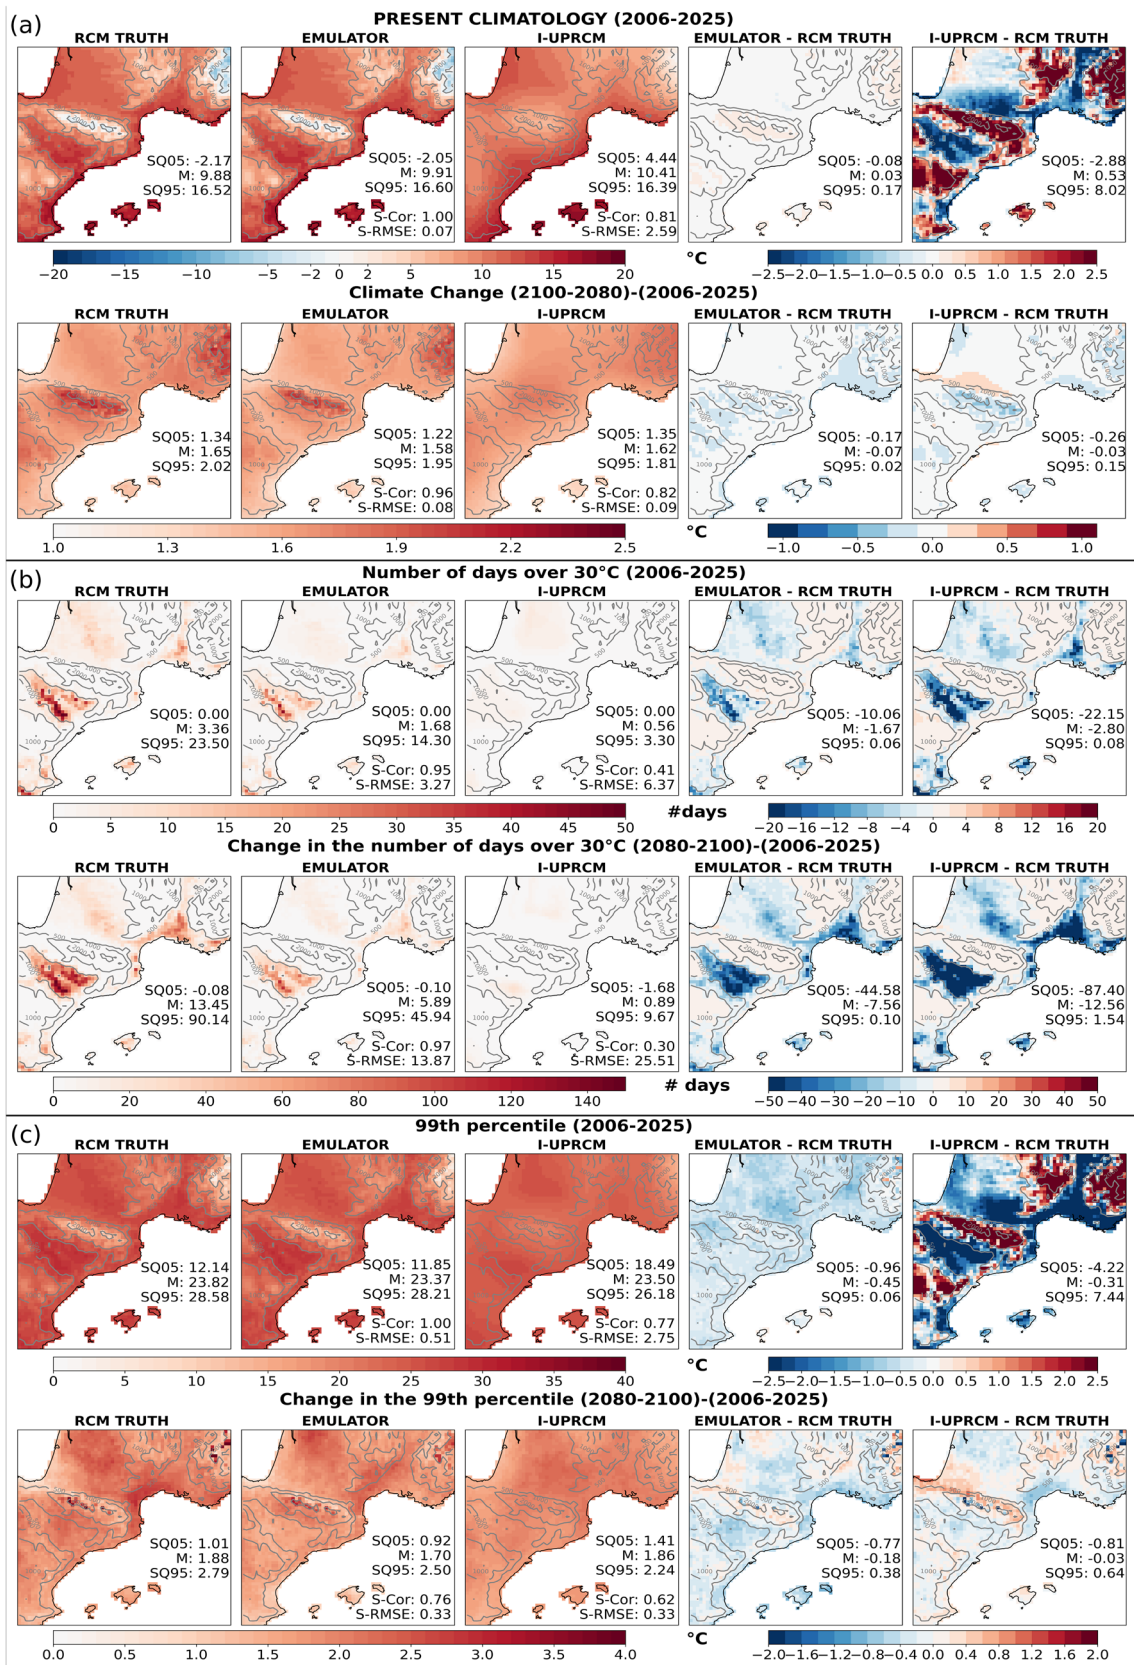 (a)
PRESENT CLIMATOLOGY (2006-2025)
RCM TRUTH EMULATOR I-UPRCM EMULATOR - RCM TRUTH I-UPRCM - RCM TRUTH
SQ05: -2.17 SQ05: -2.05 SQ05: 4.44 SQ05: -0.08 SQ05: -2.88
M: 9.88 M: 9.91 M: 10.41 M: 0.03 M: 0.53
SQ95: 16.52 SQ95: 16.60 SQ95: 16.39 SQ95: 0.17 SQ95: 8.02
S-Cor: 1.00 S-Cor: 0.81
S-RMSE: 0.07 S-RMSE: 2.59
−20 −15 −10 −5 −2 0 2 5 10 15 20 °C −2.5−2.0−1.5−1.0−0.5 0.0 0.5 1.0 1.5 2.0 2.5
Climate Change (2100-2080)-(2006-2025)
RCM TRUTH EMULATOR I-UPRCM EMULATOR - RCM TRUTH I-UPRCM - RCM TRUTH
SQ05: 1.34 SQ05: 1.22 SQ05: 1.35 SQ05: -0.17 SQ05: -0.26
M: 1.65 M: 1.58 M: 1.62 M: -0.07 M: -0.03
SQ95: 2.02 SQ95: 1.95 SQ95: 1.81 SQ95: 0.02 SQ95: 0.15
S-Cor: 0.96 S-Cor: 0.82
S-RMSE: 0.08 S-RMSE: 0.09
1.0 1.3 1.6 1.9 2.2 2.5 °C −1.0 −0.5 0.0 0.5 1.0
(b)
Number of days over 30°C (2006-2025)
RCM TRUTH EMULATOR I-UPRCM EMULATOR - RCM TRUTH I-UPRCM - RCM TRUTH
SQ05: 0.00 SQ05: 0.00 SQ05: 0.00 SQ05: -10.06 SQ05: -22.15
M: 3.36 M: 1.68 M: 0.56 M: -1.67 M: -2.80
SQ95: 23.50 SQ95: 14.30 SQ95: 3.30 SQ95: 0.06 SQ95: 0.08
S-Cor: 0.95 S-Cor: 0.41
S-RMSE: 3.27 S-RMSE: 6.37
0 5 10 15 20 25 30 35 40 45 50 #days −20 −16 −12 −8 −4 0 4 8 12 16 20
Change in the number of days over 30°C (2080-2100)-(2006-2025)
RCM TRUTH EMULATOR I-UPRCM EMULATOR - RCM TRUTH I-UPRCM - RCM TRUTH
SQ05: -0.08 SQ05: -0.10 SQ05: -1.68 SQ05: -44.58 SQ05: -87.40
M: 13.45 M: 5.89 M: 0.89 M: -7.56 M: -12.56
SQ95: 90.14 SQ95: 45.94 SQ95: 9.67 SQ95: 0.10 SQ95: 1.54
S-Cor: 0.97 S-Cor: 0.30
S-RMSE: 13.87 S-RMSE: 25.51
0 20 40 60 80 100 120 140 # days −50 −40 −30 −20 −10 0 10 20 30 40 50
(c)
99th percentile (2006-2025)
RCM TRUTH EMULATOR I-UPRCM EMULATOR - RCM TRUTH I-UPRCM - RCM TRUTH
SQ05: 12.14 SQ05: 11.85 SQ05: 18.49 SQ05: -0.96 SQ05: -4.22
M: 23.82 M: 23.37 M: 23.50 M: -0.45 M: -0.31
SQ95: 28.58 SQ95: 28.21 SQ95: 26.18 SQ95: 0.06 SQ95: 7.44
S-Cor: 1.00 S-Cor: 0.77
S-RMSE: 0.51 S-RMSE: 2.75
0 5 10 15 20 25 30 35 40 °C −2.5−2.0−1.5−1.0−0.5 0.0 0.5 1.0 1.5 2.0 2.5
Change in the 99th percentile (2080-2100)-(2006-2025)
RCM TRUTH EMULATOR I-UPRCM EMULATOR - RCM TRUTH I-UPRCM - RCM TRUTH
SQ05: 1.01 SQ05: 0.92 SQ05: 1.41 SQ05: -0.77 SQ05: -0.81
M: 1.88 M: 1.70 M: 1.86 M: -0.18 M: -0.03
SQ95: 2.79 SQ95: 2.50 SQ95: 2.24 SQ95: 0.38 SQ95: 0.64
S-Cor: 0.76 S-Cor: 0.62
S-RMSE: 0.33 S-RMSE: 0.33
0.0 0.5 1.0 1.5 2.0 2.5 3.0 3.5 4.0 °C −2.0−1.6−1.2−0.8−0.4 0.0 0.4 0.8 1.2 1.6 2.0